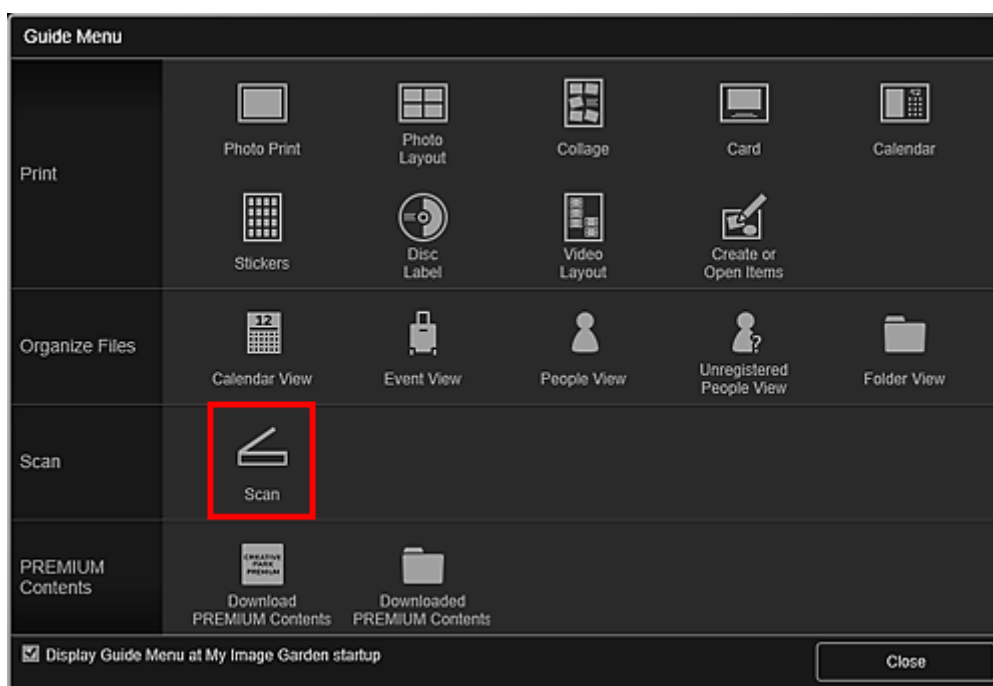 Guide Menu
Print
Photo Print
Photo
Layout
Collage
Card
12
Calendar
Stickers
Disc
Label
Video
Layout
Create or
Open Items
Organize Files
12
Calendar View
Event View
People View
?
Unregistered
People View
Folder View
Scan
Scan
PREMIUM
Contents
CREATIVE
PARK
PREMIUM
Download
PREMIUM Contents
Downloaded
PREMIUM Contents
Display Guide Menu at My Image Garden startup
Close